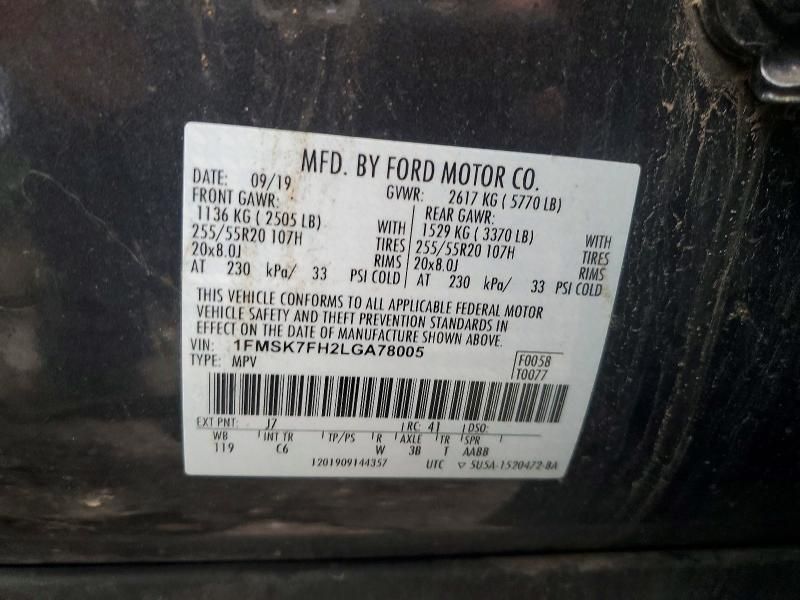 MFD. BY FORD MOTOR CO.
DATE: 09/19 GVWR: 2617 KG ( 5770 LB)
FRONT GAWR: REAR GAWR:
1136 KG ( 2505 LB) WITH 1529 KG ( 3370 LB) WITH
255/55R20 107H TIRES 255/55R20 107H TIRES
20x8.0J RIMS 20x8.0J RIMS
AT 230 kPa/ 33 PSI COLD AT 230 kPa/ 33 PSI COLD
THIS VEHICLE CONFORMS TO ALL APPLICABLE FEDERAL MOTOR
VEHICLE SAFETY AND THEFT PREVENTION STANDARDS IN
EFFECT ON THE DATE OF MANUFACTURE SHOWN ABOVE.
VIN: 1FMSK7FH2LGA78005
TYPE: MPV F0058
T0077
EXT PNT: J7 RC: 41 DSO:
WB INT TR TP/PS R AXLE TR SPR
119 C6 W 3B T AABB
1201909144357 UTC ▽ 5U5A-1520472-BA